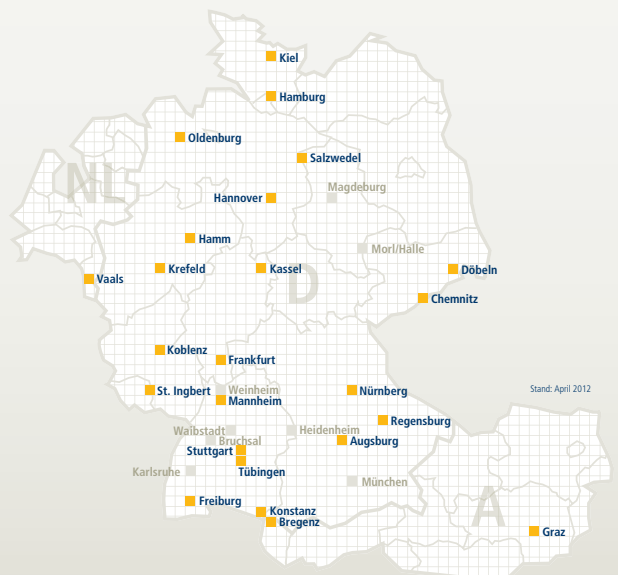 Kiel
Hamburg
Oldenburg
Salzwedel
NL
Magdeburg
Hannover
Hamm
Morl/Halle
Krefeld
Kassel
Döbeln
Vaals
D
Chemnitz
Koblenz
Frankfurt
St. Ingbert
Weinheim
Nürnberg
Stand: April 2012
Mannheim
Regensburg
Waibstadt
Heidenheim
Bruchsal
Augsburg
Stuttgart
Karlsruhe
Tübingen
München
Freiburg
A
Konstanz
Bregenz
Graz